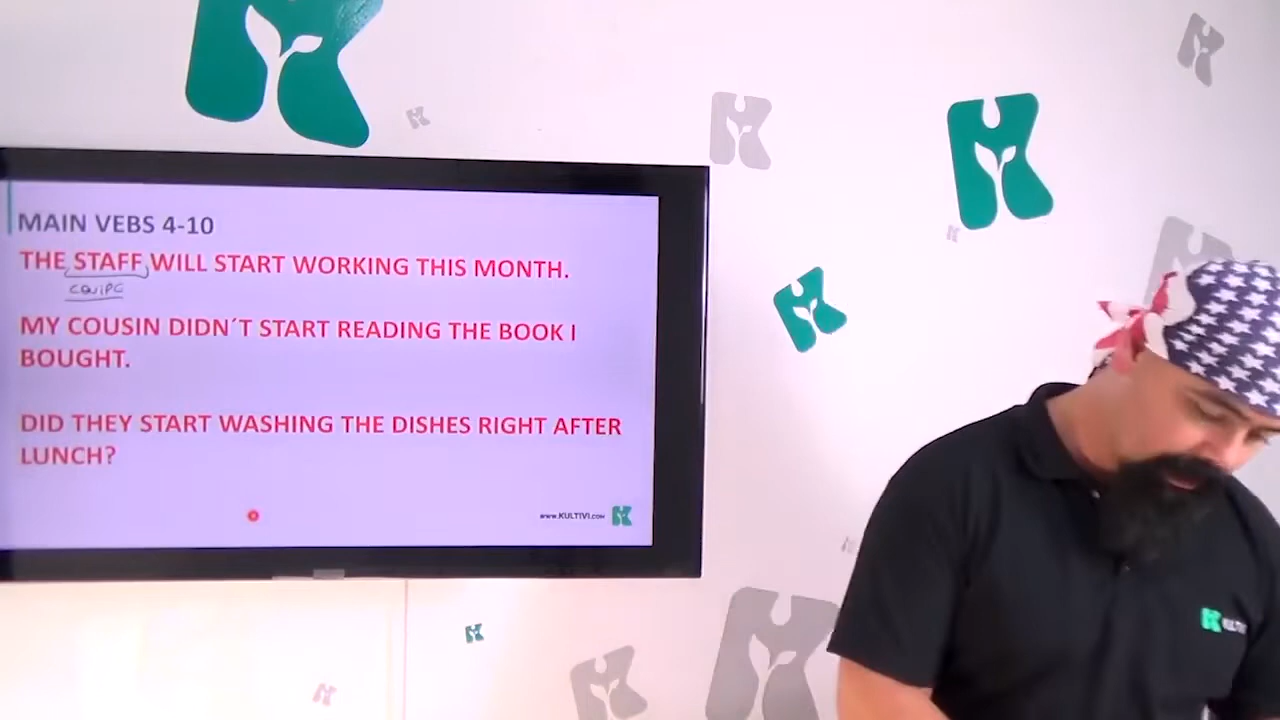 MAIN VEBS 4-10
THE STAFF WILL START WORKING THIS MONTH.
MY COUSIN DIDN´T START READING THE BOOK I
BOUGHT.
DID THEY START WASHING THE DISHES RIGHT AFTER
LUNCH?
www.KULTIVI.COM